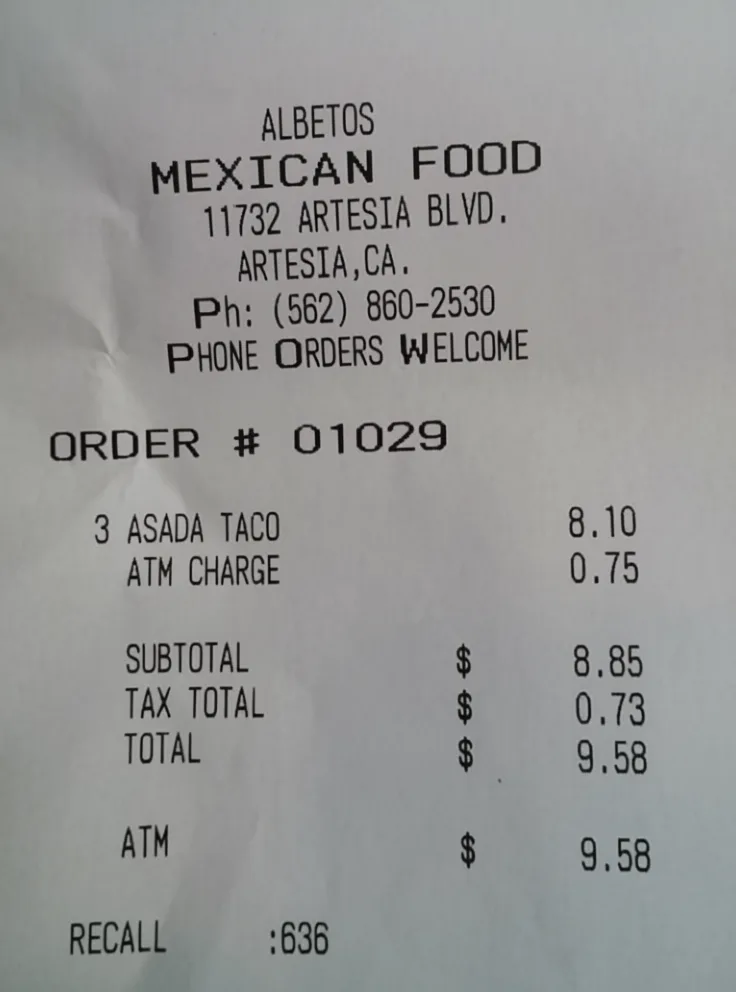 ALBETOS
MEXICAN FOOD
11732 ARTESIA BLVD.
ARTESIA,CA.
Ph: (562) 860-2530
PHONE ORDERS WELCOME
ORDER # 01029
3 ASADA TACO 8.10
ATM CHARGE 0.75
SUBTOTAL $ 8.85
TAX TOTAL $ 0.73
TOTAL $ 9.58
ATM $ 9.58
RECALL :636